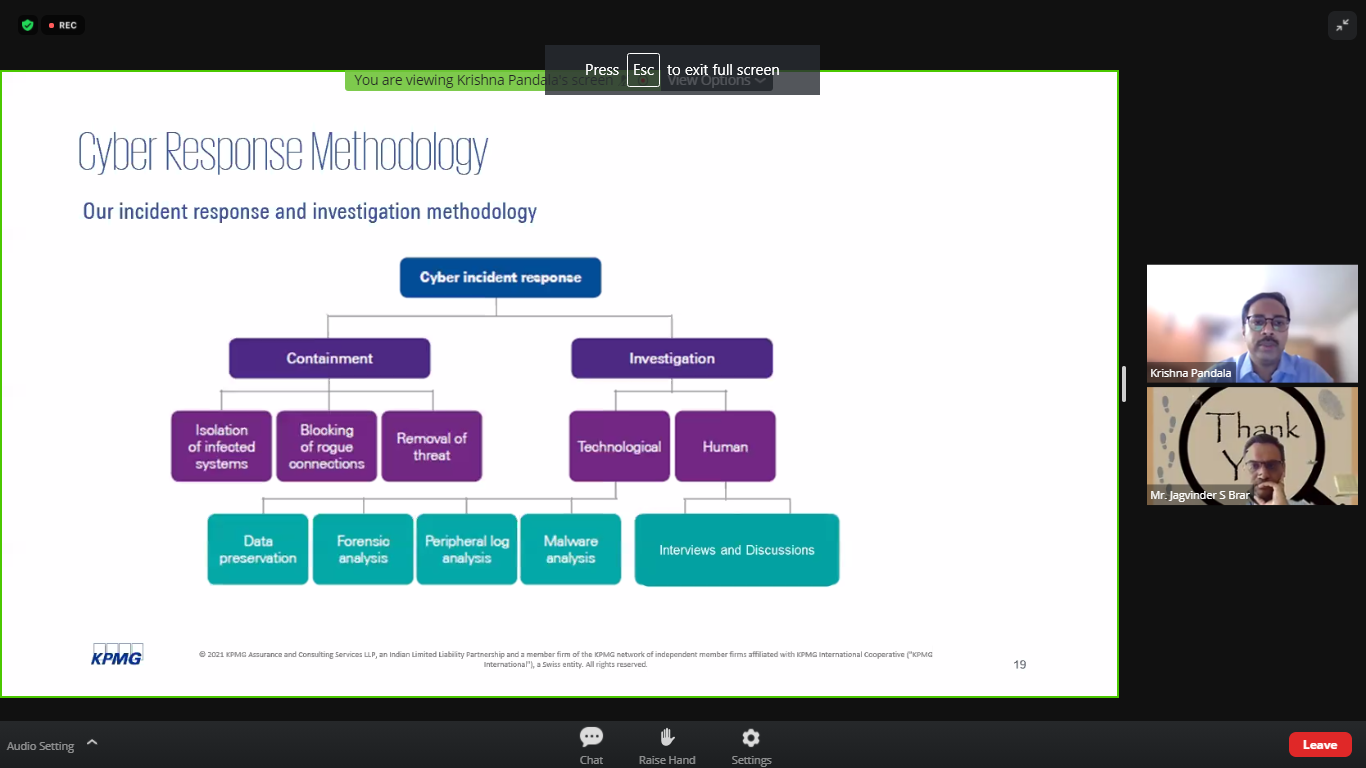 REC
Press Esc to exit full screen
You are viewing Krishna Pandala's screen
View Options
Cyber Response Methodology
Our incident response and investigation methodology
Cyber incident response
Containment
Investigation
Isolation
of infected
systems
Blocking
of rogue
connections
Removal of
threat
Technological
Human
Data
preservation
Forensic
analysis
Peripheral log
analysis
Malware
analysis
Interviews and Discussions
KPMG
© 2021 KPMG Assurance and Consulting Services LLP, an Indian Limited Liability Partnership and a member firm of the KPMG network of independent member firms affiliated with KPMG International Cooperative ("KPMG
International"), a Swiss entity. All rights reserved.
19
Krishna Pandala
Thank
Y
Mr. Jagvinder S Brar
Audio Setting
Chat
Raise Hand
Settings
Leave